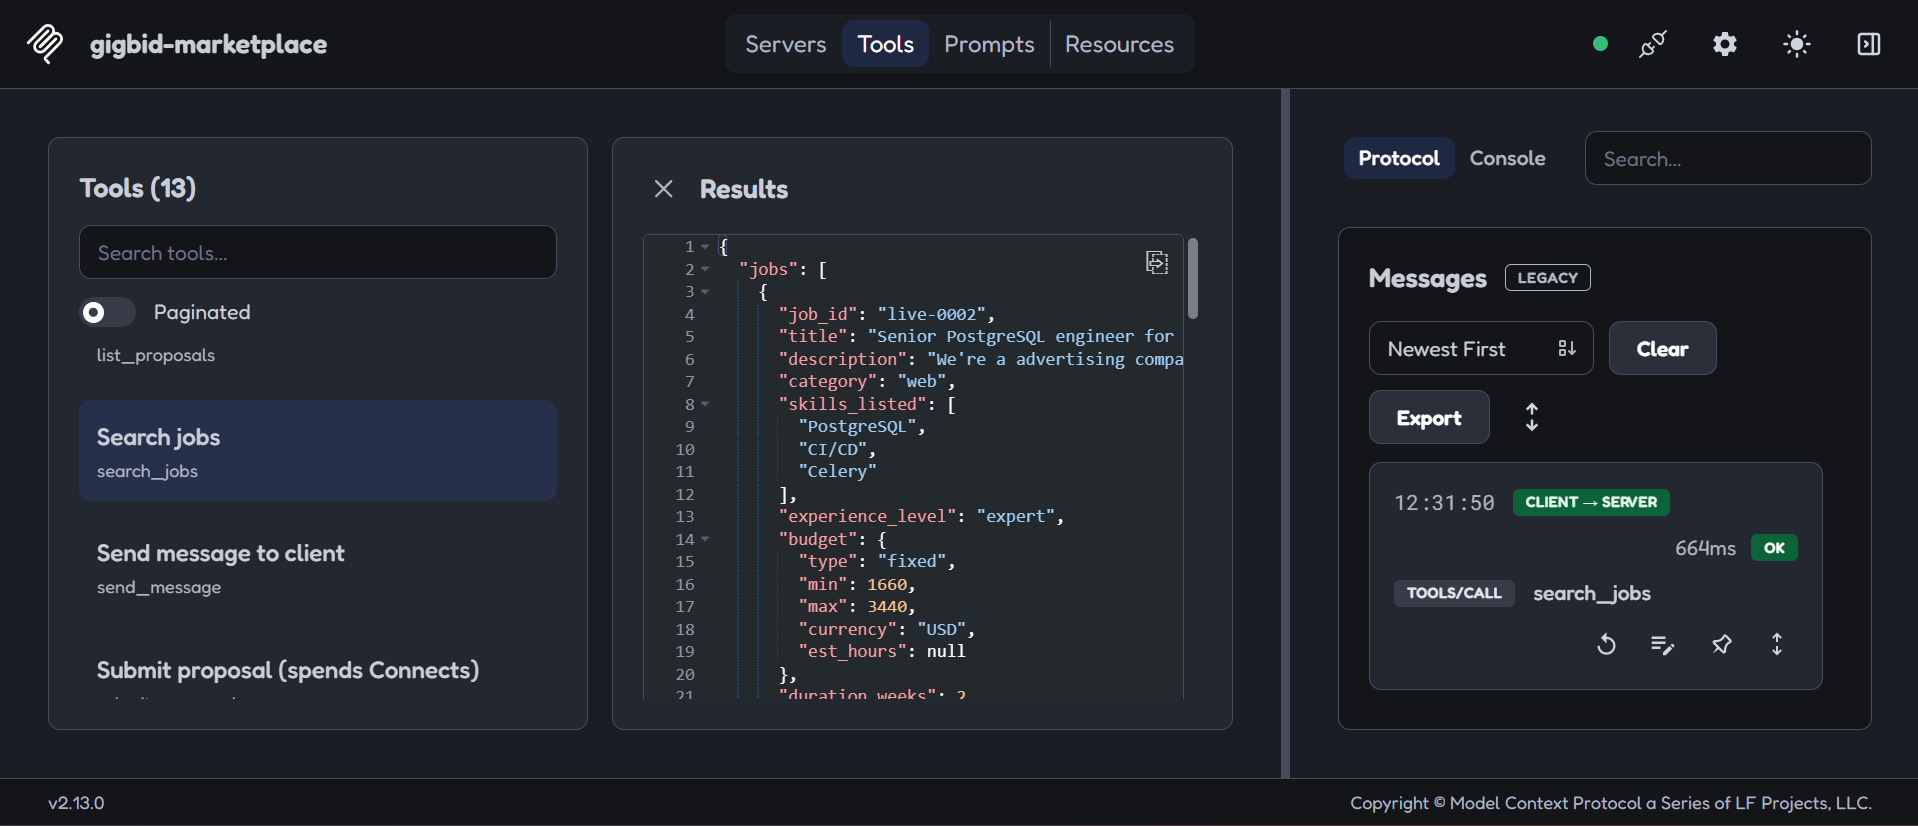 gigbid-marketplace
Servers
Tools
Prompts
Resources
Tools (13)
Search tools...
Paginated
list_proposals
Search jobs
search_jobs
Send message to client
send_message
Submit proposal (spends Connects)
Results
1 {
2 "jobs": [
3 {
4 "job_id": "live-0002",
5 "title": "Senior PostgreSQL engineer for
6 "description": "We're a advertising compa
7 "category": "web",
8 "skills_listed": [
9 "PostgreSQL",
10 "CI/CD",
11 "Celery"
12 ],
13 "experience_level": "expert",
14 "budget": {
15 "type": "fixed",
16 "min": 1660,
17 "max": 3440,
18 "currency": "USD",
19 "est_hours": null
20 },
21 "duration_weeks": 2
Protocol
Console
Search...
Messages
LEGACY
Newest First
Clear
Export
12:31:50
CLIENT → SERVER
664ms
OK
TOOLS/CALL
search_jobs
v2.13.0
Copyright © Model Context Protocol a Series of LF Projects, LLC.